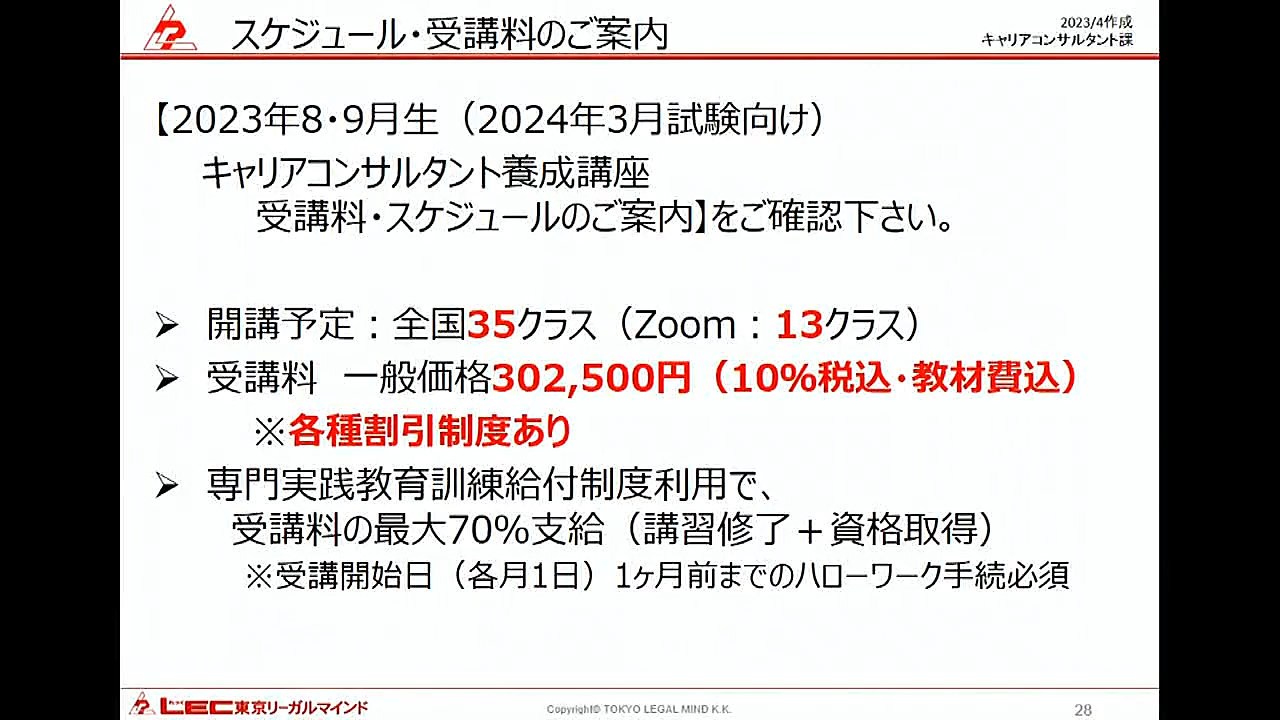 スケジュール・受講料のご案内
2023/4作成
キャリアコンサルタント課
【2023年8・9月生（2024年3月試験向け）
キャリアコンサルタント養成講座
受講料・スケジュールのご案内】をご確認下さい。
➢ 開講予定：全国35クラス（Zoom：13クラス）
➢ 受講料 一般価格302,500円（10%税込・教材費込）
※各種割引制度あり
➢ 専門実践教育訓練給付制度利用で、
受講料の最大70%支給（講習修了＋資格取得）
※受講開始日（各月1日）1ヶ月前までのハローワーク手続必須
LEC東京リーガルマインド
Copyright© TOKYO LEGAL MIND K.K.
28